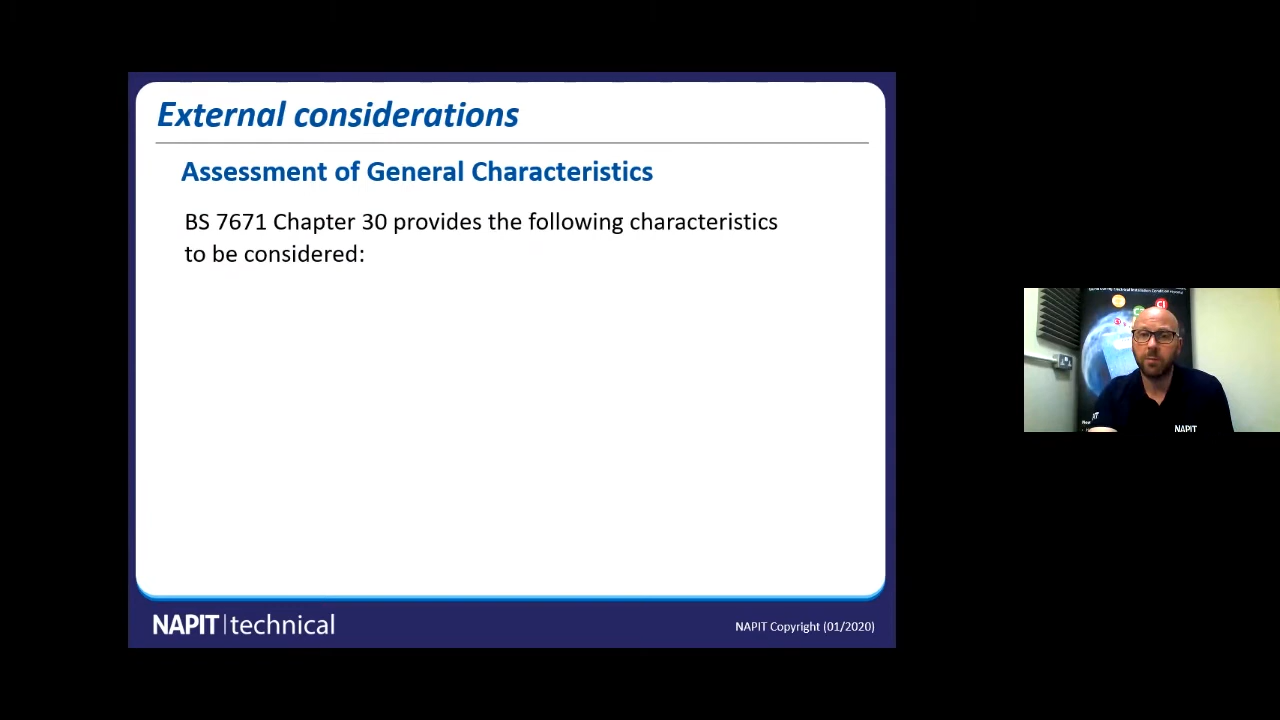 External considerations
Assessment of General Characteristics
BS 7671 Chapter 30 provides the following characteristics
to be considered:
NAPIT | technical
NAPIT Copyright (01/2020)
NAPIT